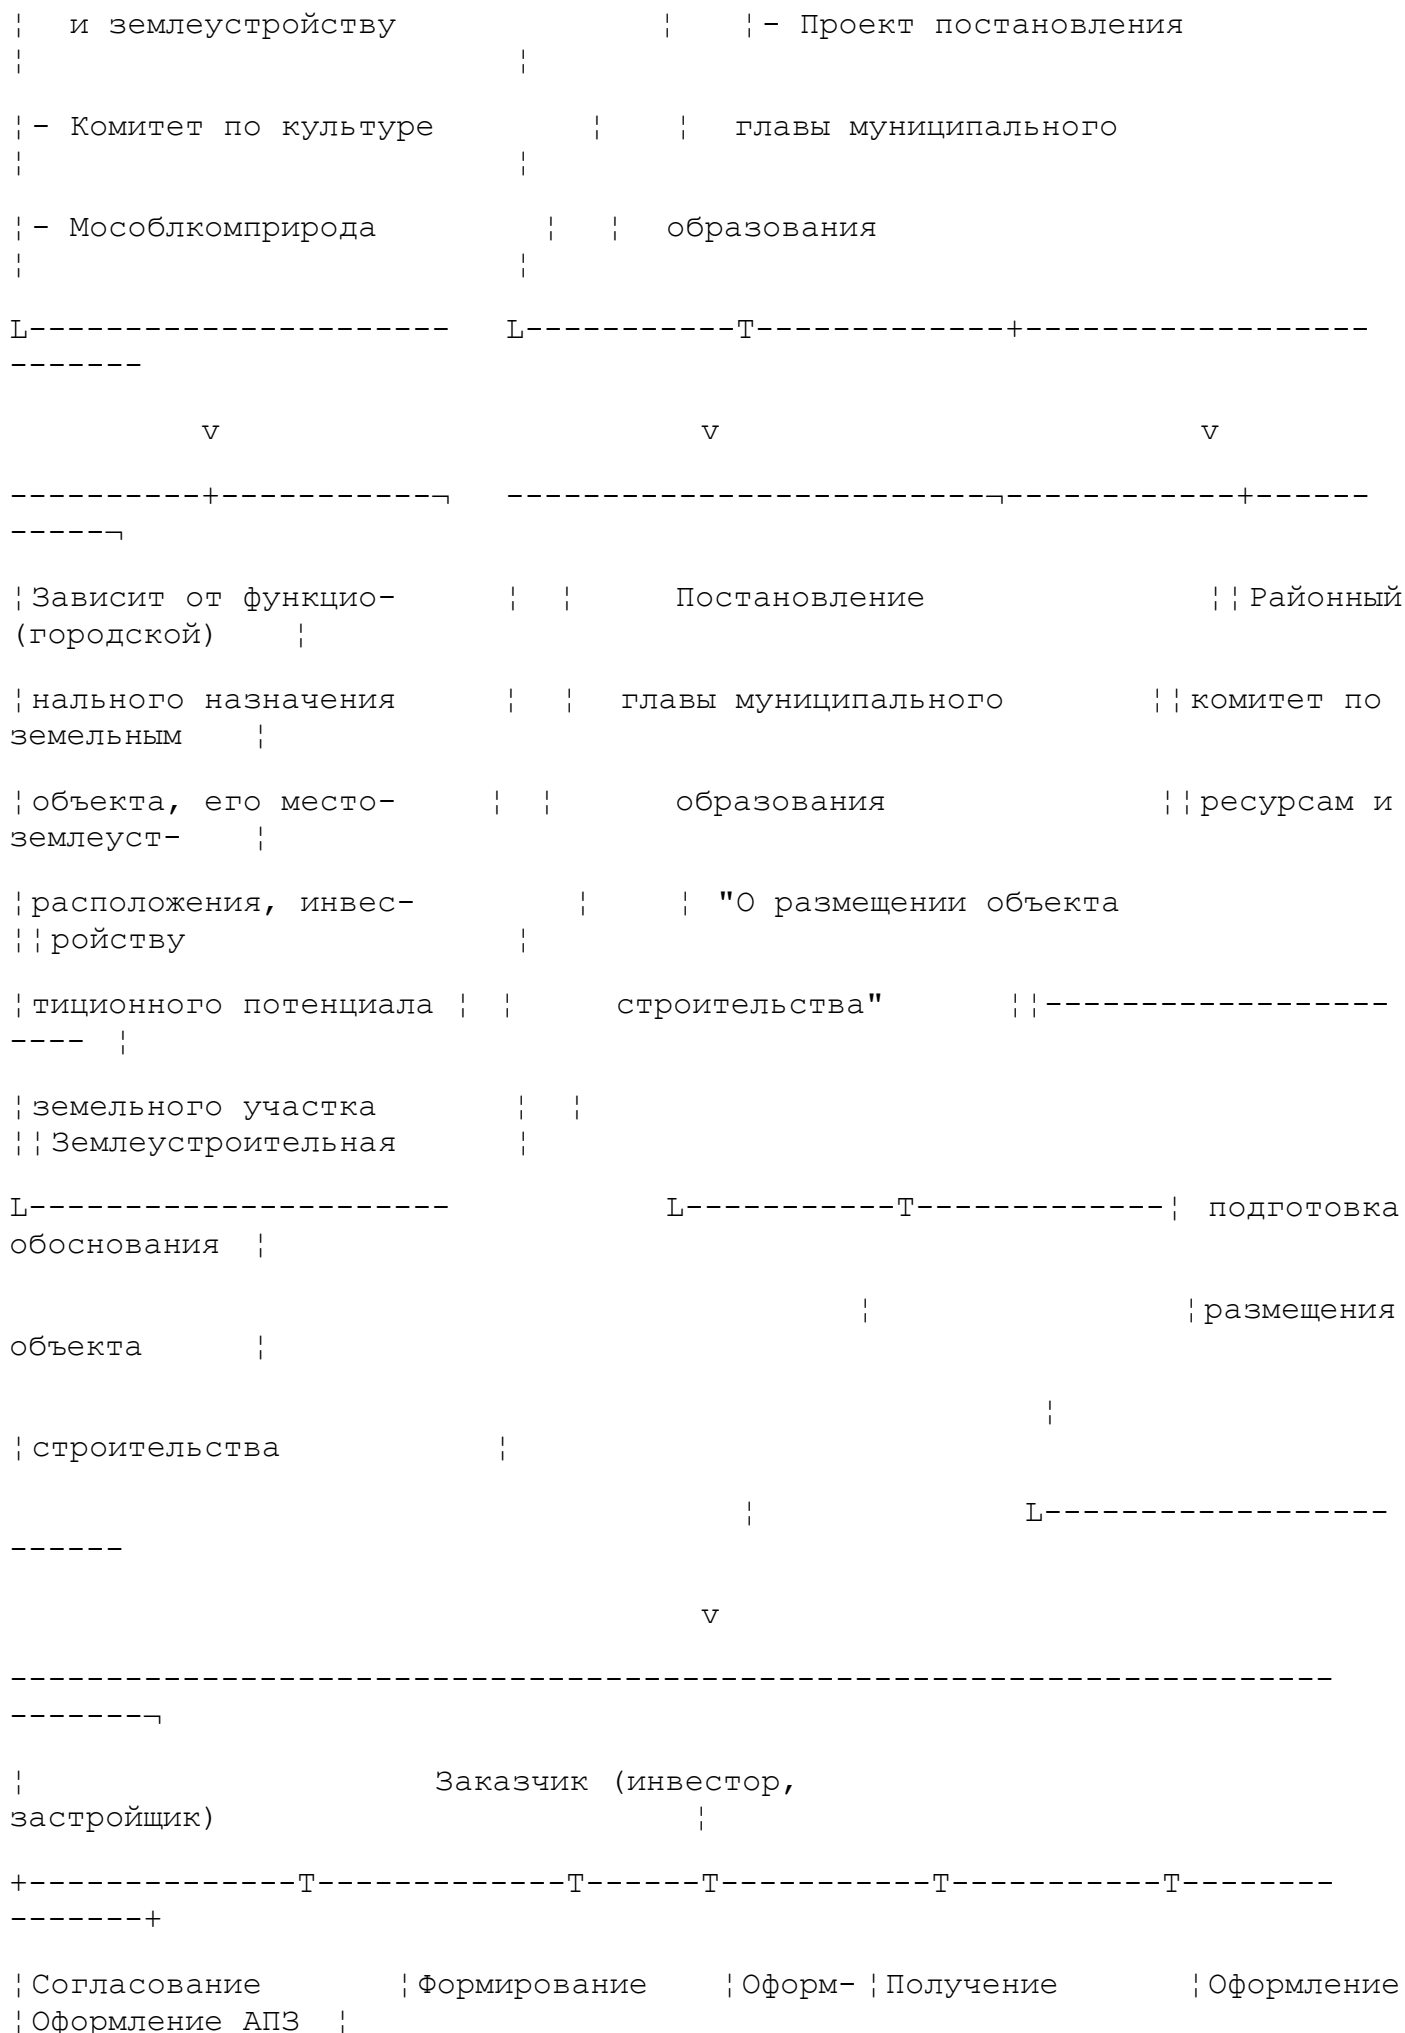 ¦  и землеустройству              ¦   ¦- Проект постановления
¦                          ¦
¦- Комитет по культуре        ¦   ¦  главы муниципального
¦                          ¦
¦- Мособлкомприрода         ¦  ¦  образования
¦                          ¦
L----------------------   L-----------T-------------+------------------
-------
v                         v                         v
----------+-----------¬   -------------------------¬------------+------
-----¬
¦Зависит от функцио-      ¦  ¦     Постановление               ¦¦Районный
(городской)    ¦
¦нального назначения      ¦  ¦  главы муниципального        ¦¦комитет по
земельным   ¦
¦объекта, его место-     ¦  ¦      образования              ¦¦ресурсам и
землеуст-    ¦
¦расположения, инвес-         ¦    ¦ "О размещении объекта
¦¦ройству                 ¦
¦тиционного потенциала ¦  ¦     строительства"      ¦¦------------------
----  ¦
¦земельного участка       ¦  ¦
¦¦Землеустроительная      ¦
L----------------------             L-----------T-------------¦ подготовка
обоснования  ¦
¦                ¦размещения
объекта      ¦
¦
¦строительства           ¦
¦              L------------------
------
v
---------------------------------------------------------------------
-------¬
¦                      Заказчик (инвестор,
застройщик)                         ¦
+--------------T-------------T------T-----------T-----------T--------
-------+
¦Согласование       ¦Формирование    ¦Оформ-¦Получение       ¦Оформление
¦Оформление АПЗ  ¦